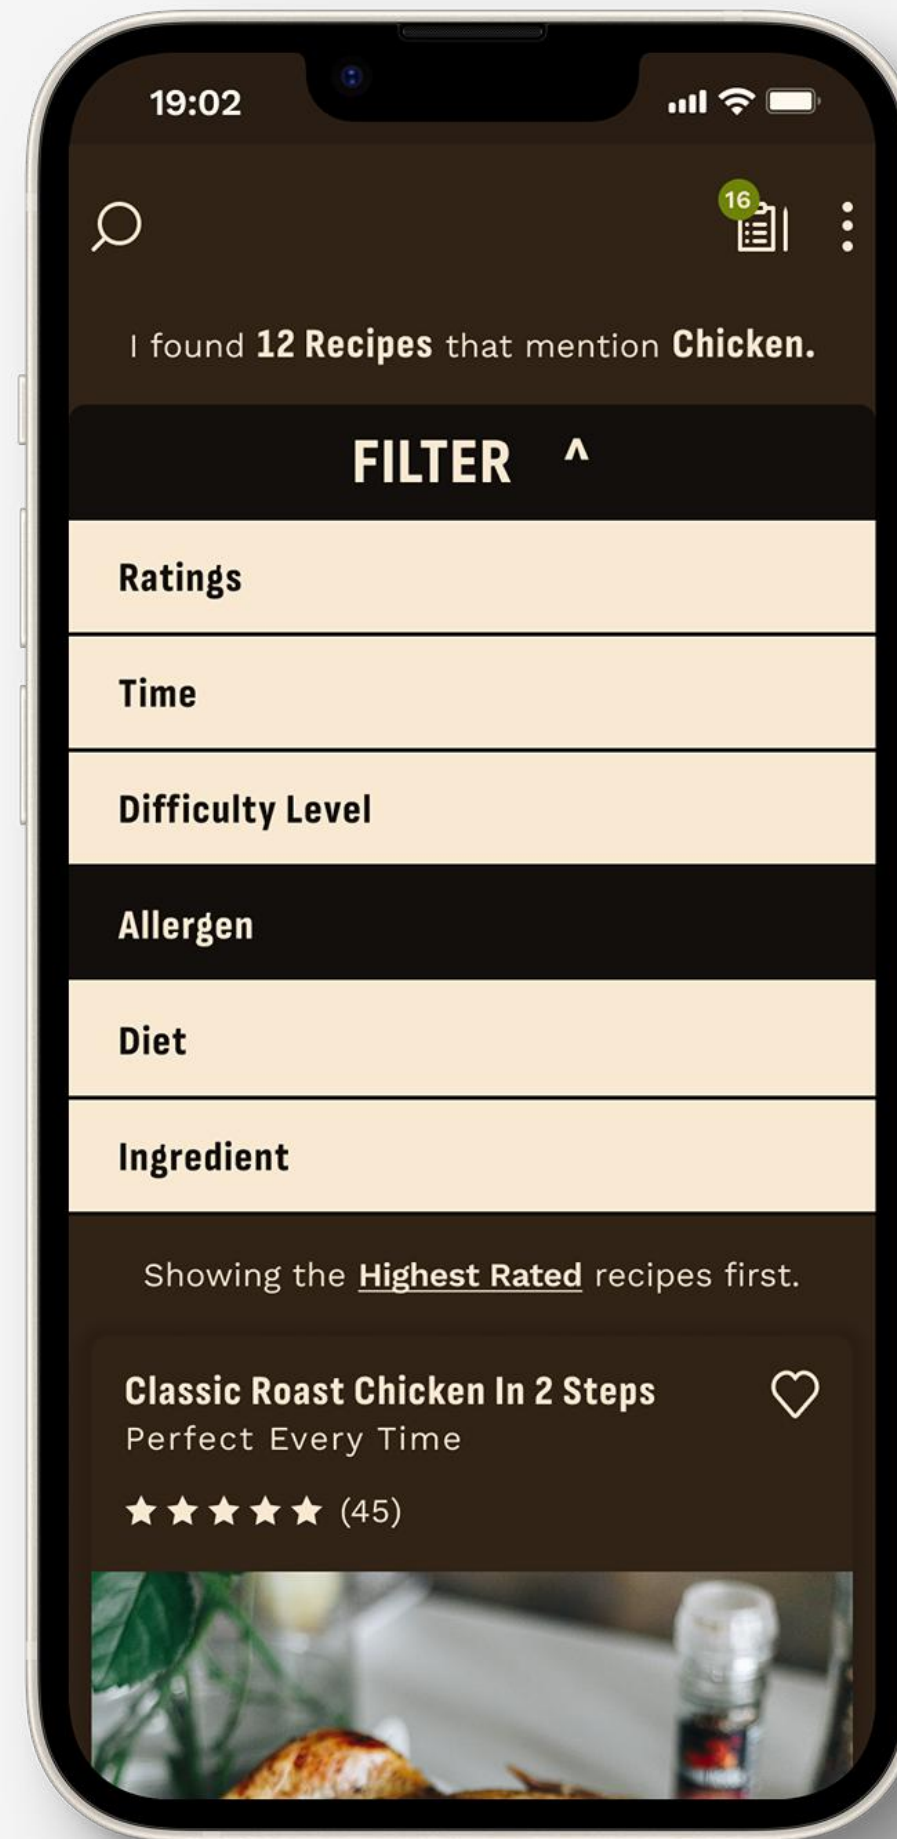 19:02
16
I found 12 Recipes that mention Chicken.
FILTER ^
Ratings
Time
Difficulty Level
Allergen
Diet
Ingredient
Showing the Highest Rated recipes first.
Classic Roast Chicken In 2 Steps
Perfect Every Time
(45)